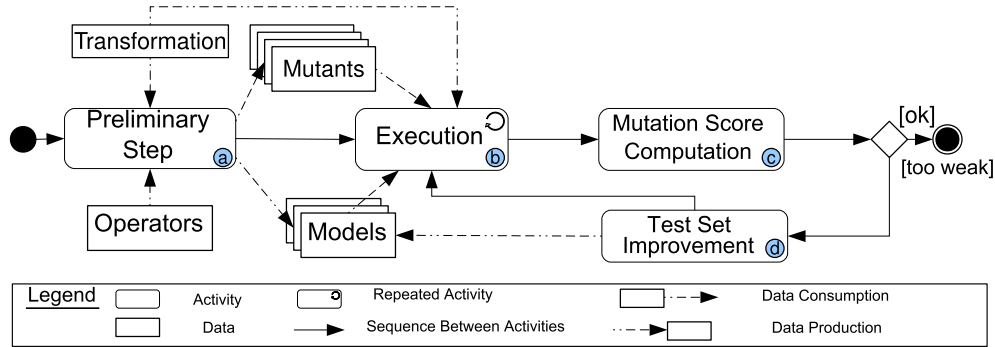 Transformation
Mutants
Preliminary
Step
a
Execution
b
Mutation Score
Computation
c
[ok]
[too weak]
Operators
Models
Test Set
Improvement
d
Legend
Activity
Repeated Activity
Data Consumption
Data
Sequence Between Activities
Data Production